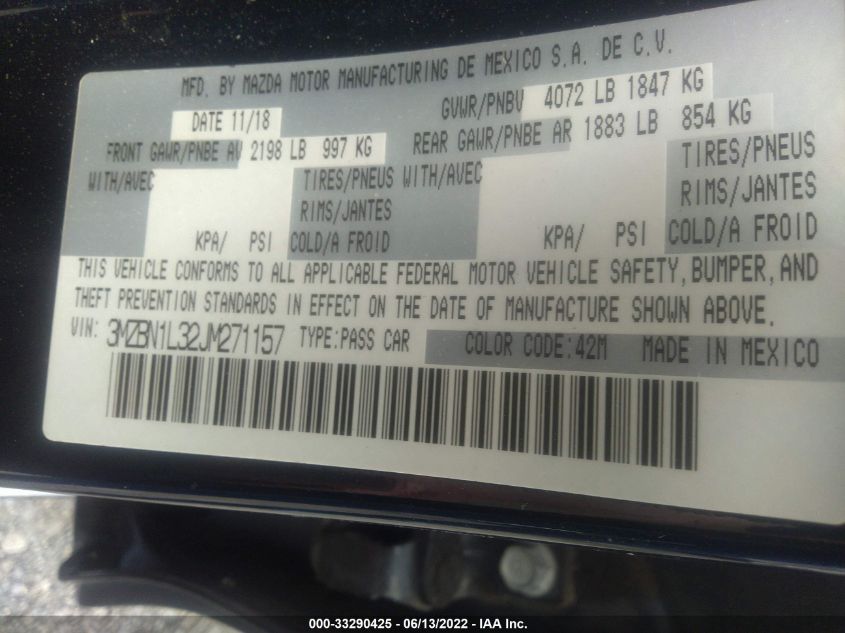 MFD. BY MAZDA MOTOR MANUFACTURING DE MEXICO S.A. DE C.V.
DATE 11/18 GVWR/PNBV 4072 LB 1847 KG
FRONT GAWR/PNBE AV 2198 LB 997 KG REAR GAWR/PNBE AR 1883 LB 854 KG
WITH/AVEC TIRES/PNEUS WITH/AVEC TIRES/PNEUS
RIMS/JANTES RIMS/JANTES
KPA/ PSI COLD/A FROID KPA/ PSI COLD/A FROID
THIS VEHICLE CONFORMS TO ALL APPLICABLE FEDERAL MOTOR VEHICLE SAFETY, BUMPER, AND
THEFT PREVENTION STANDARDS IN EFFECT ON THE DATE OF MANUFACTURE SHOWN ABOVE.
VIN: 3MZBN1L32JM271157 TYPE:PASS CAR COLOR CODE:42M MADE IN MEXICO
000-33290425 - 06/13/2022 - IAA Inc.